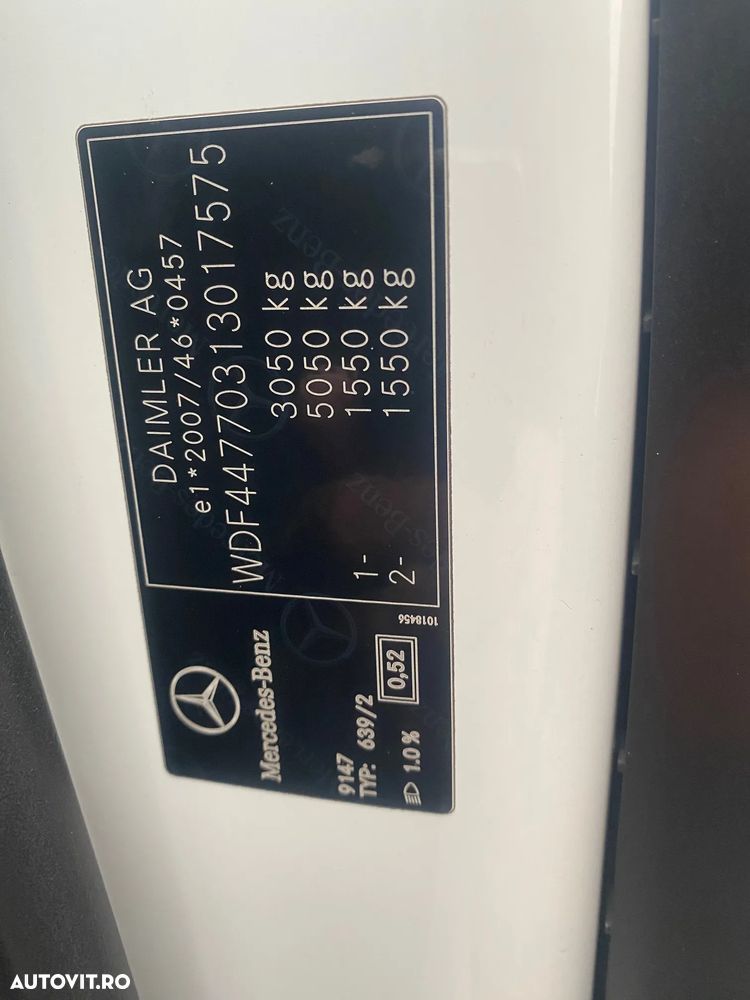 DAIMLER AG
e1*2007/46*0457
WDF44770313017575
3050 kg
5050 kg
1- 1550 kg
2- 1550 kg
Mercedes-Benz
9147
TYP: 639/2
1.0% 0,52
1018456
AUTOVIT.RO